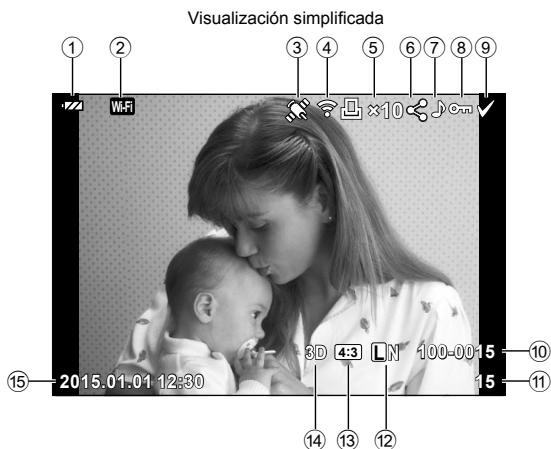 Visualización simplificada
① ② ③ ④ ⑤ ⑥ ⑦ ⑧ ⑨
Wi-Fi ×10
3D 4:3 LN 100-0015 ⑩
⑮ 2015.01.01 12:30 15 ⑪
⑭ ⑬ ⑫